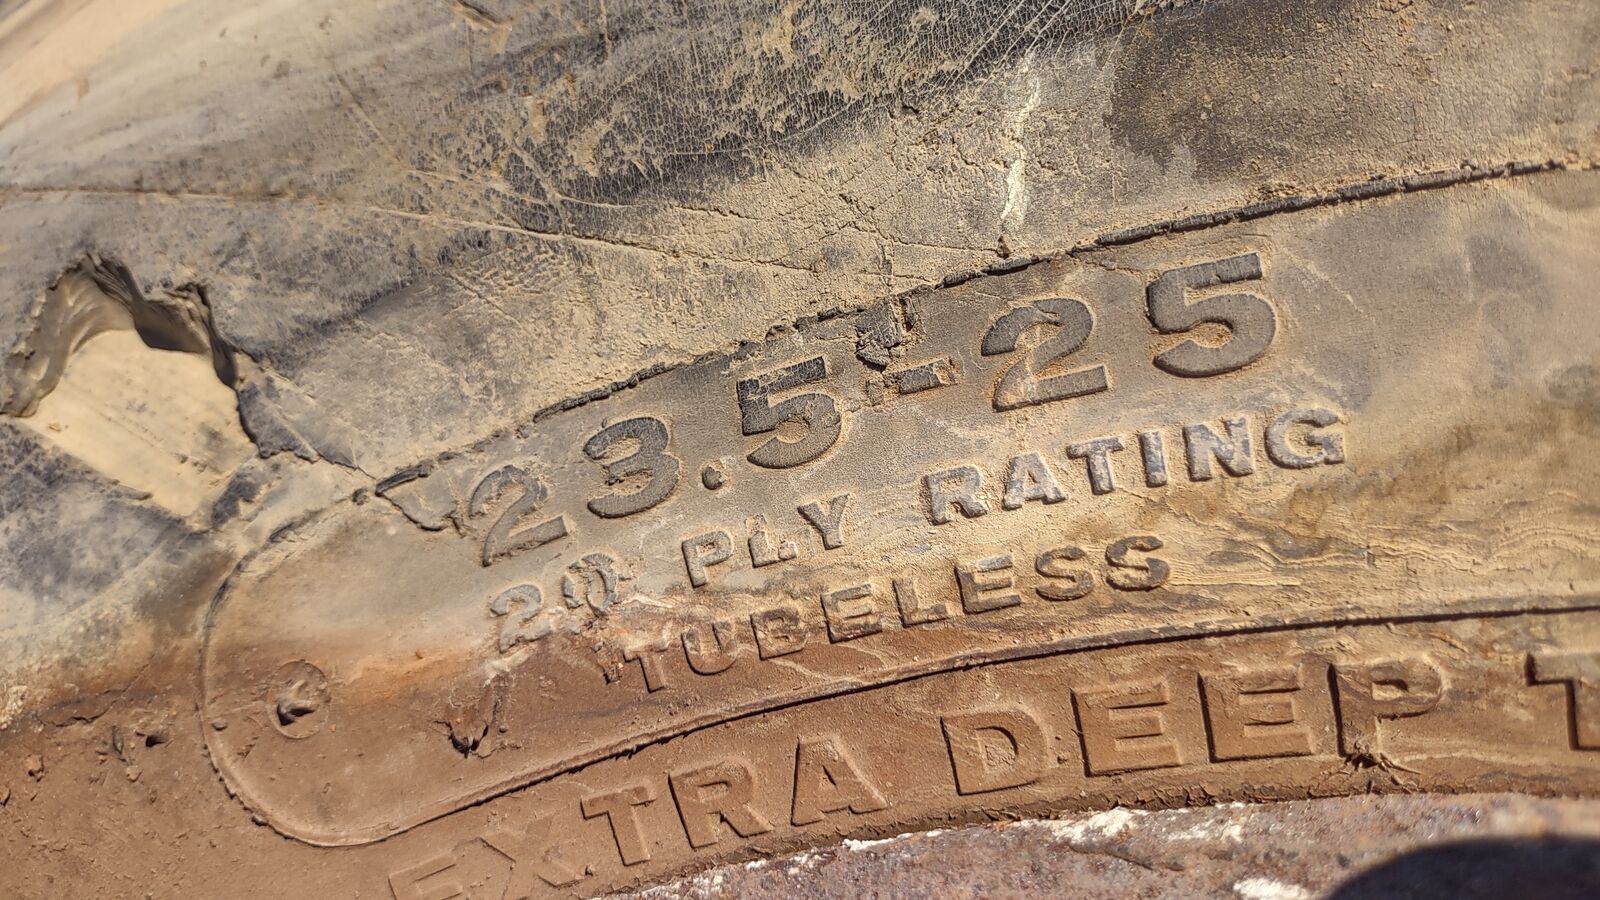 23.5-25
20 PLY RATING
TUBELESS
EXTRA DEEP